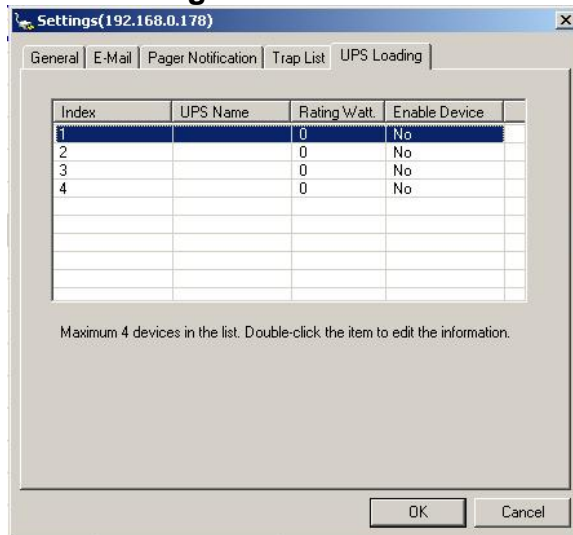 Settings(192.168.0.178)
General E-Mail Pager Notification Trap List UPS Loading
Index UPS Name Rating Watt. Enable Device
1 0 No
2 0 No
3 0 No
4 0 No
Maximum 4 devices in the list. Double-click the item to edit the information.
OK Cancel